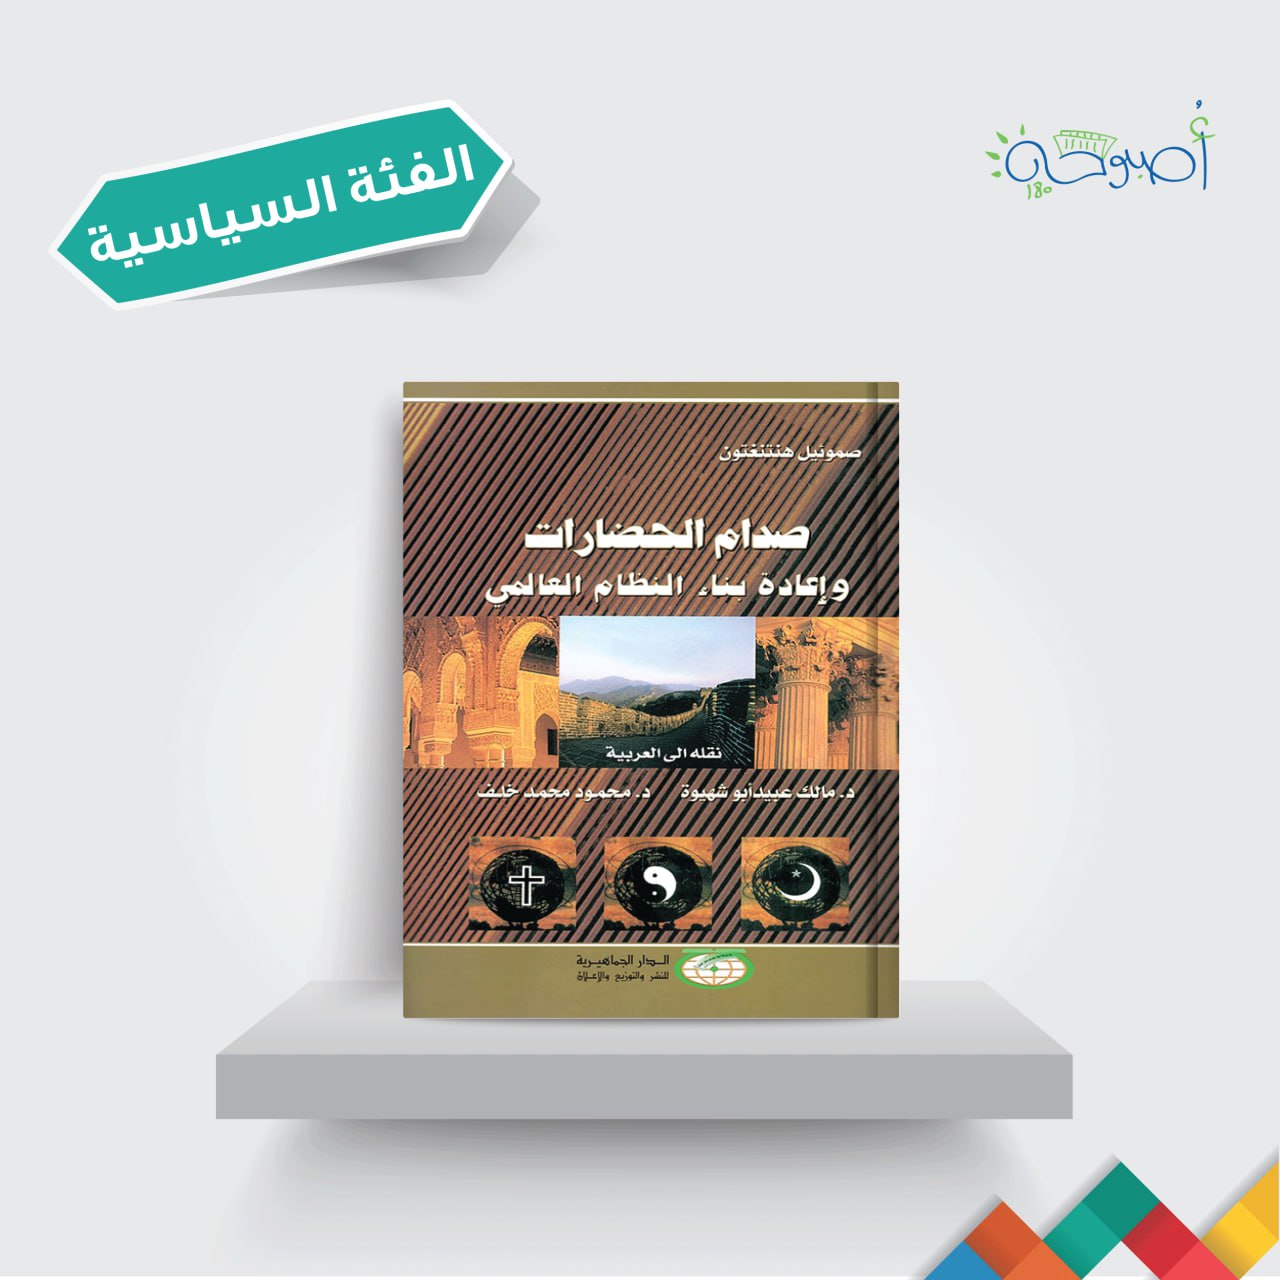 أصبوحة
١٨٠
الفئة السياسية
صموئيل هنتنغتون
صدام الحضارات
وإعادة بناء النظام العالمي
نقله الى العربية
د. مالك عبيد أبو شهيوة د. محمود محمد خلف
الدار الجماهيرية
للنشر والتوزيع والإعلان